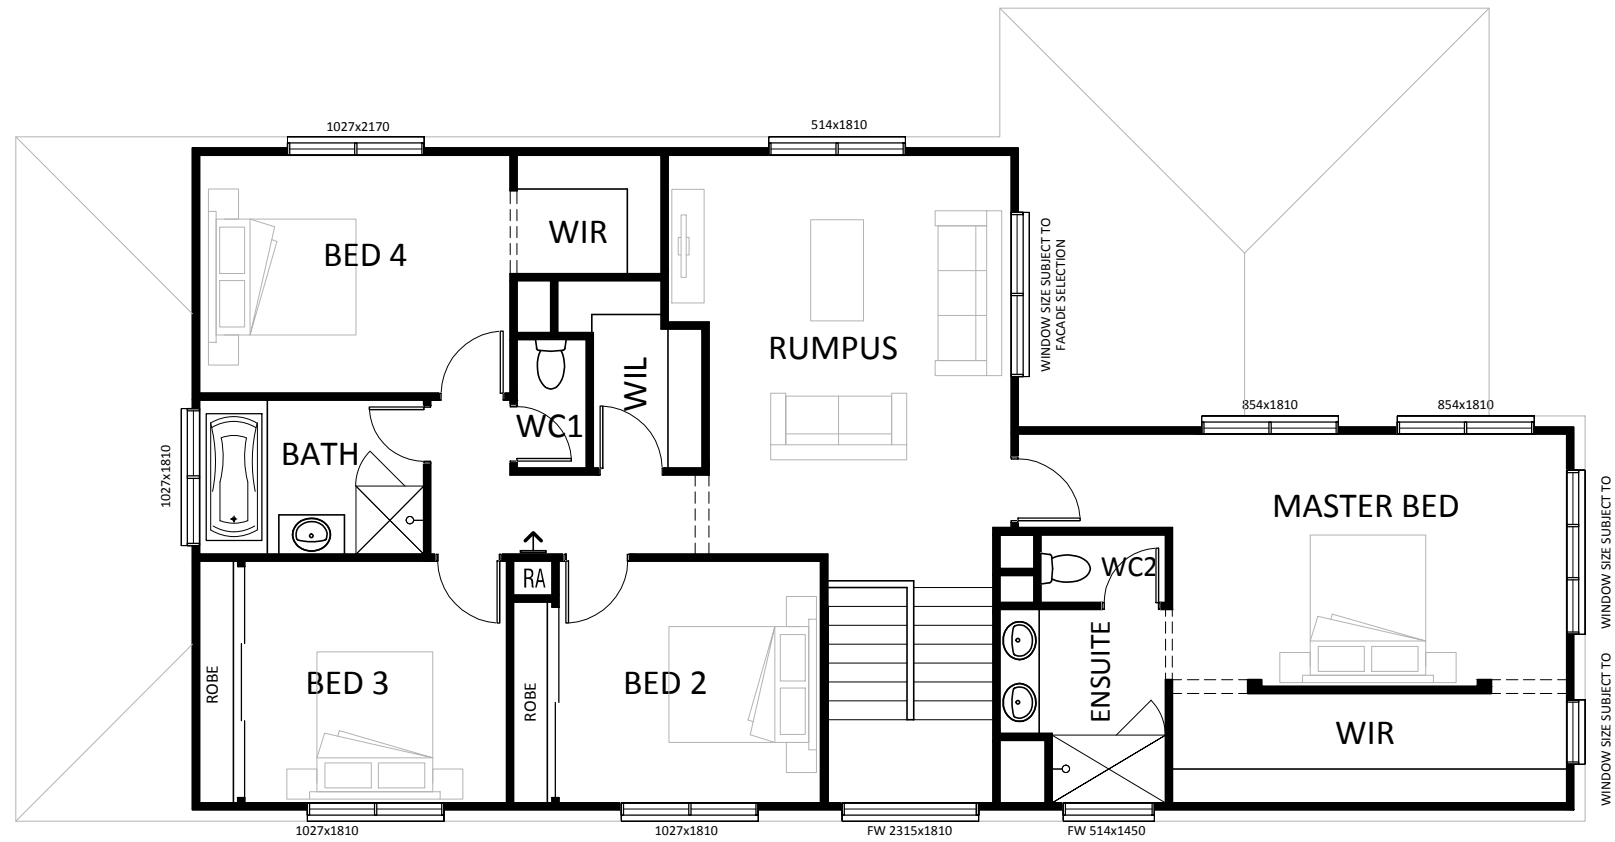 1027x2170
514x1810
WIR
BED 4
WINDOW SIZE SUBJECT TO
FACADE SELECTION
RUMPUS
WIL
854x1810
854x1810
WC1
BATH
1027x1810
MASTER BED
WINDOW SIZE SUBJECT TO
RA
WC2
ENSUITE
ROBE
BED 3
ROBE
BED 2
WIR
WINDOW SIZE SUBJECT TO
1027x1810
1027x1810
FW 2315x1810
FW 514x1450